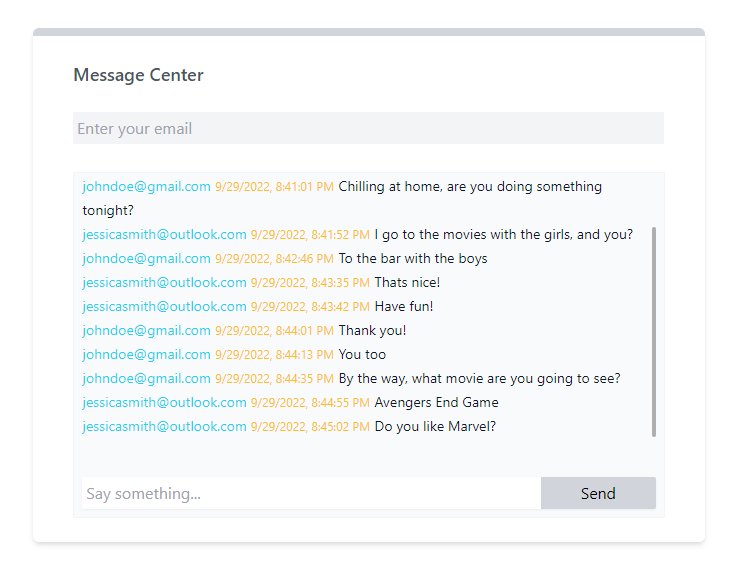 Message Center
Enter your email
johndoe@gmail.com 9/29/2022, 8:41:01 PM Chilling at home, are you doing something
tonight?
jessicasmith@outlook.com 9/29/2022, 8:41:52 PM I go to the movies with the girls, and you?
johndoe@gmail.com 9/29/2022, 8:42:46 PM To the bar with the boys
jessicasmith@outlook.com 9/29/2022, 8:43:35 PM Thats nice!
jessicasmith@outlook.com 9/29/2022, 8:43:42 PM Have fun!
johndoe@gmail.com 9/29/2022, 8:44:01 PM Thank you!
johndoe@gmail.com 9/29/2022, 8:44:13 PM You too
johndoe@gmail.com 9/29/2022, 8:44:35 PM By the way, what movie are you going to see?
jessicasmith@outlook.com 9/29/2022, 8:44:55 PM Avengers End Game
jessicasmith@outlook.com 9/29/2022, 8:45:02 PM Do you like Marvel?
Say something... Send